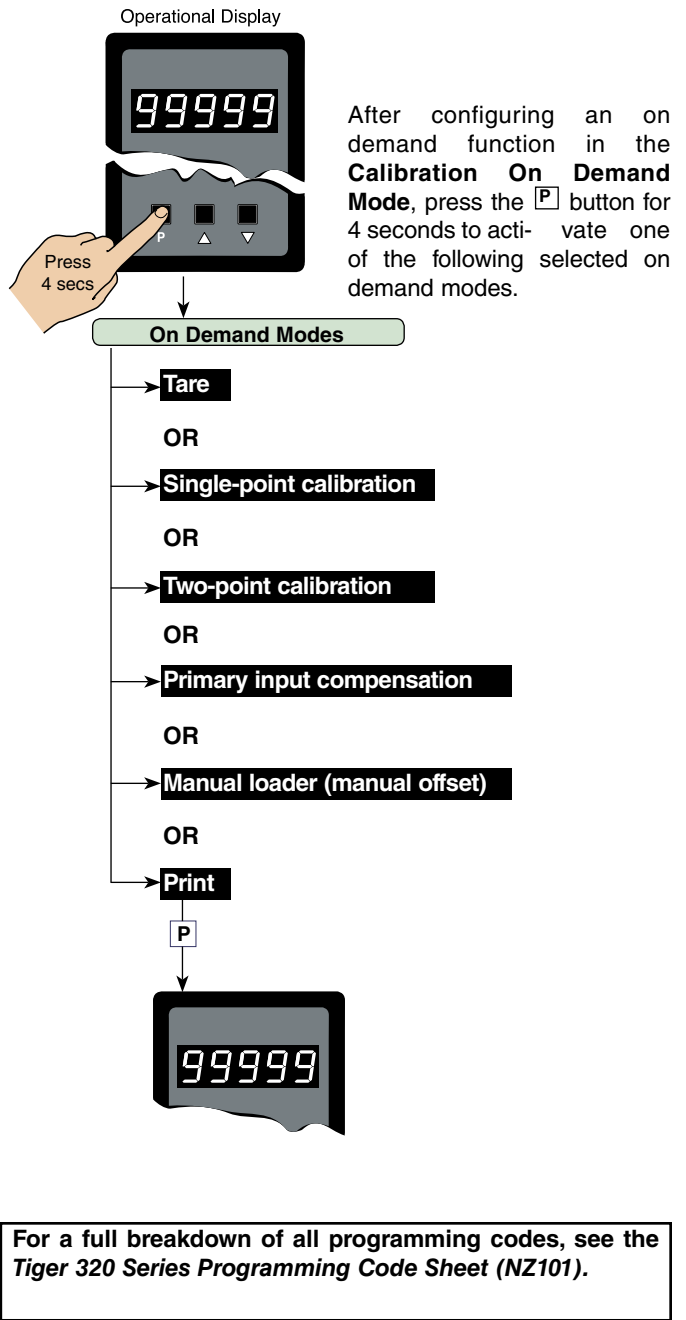 Operational Display
99999
After configuring an on
demand function in the
Calibration On Demand
Mode, press the P button for
4 seconds to acti- vate one
of the following selected on
demand modes.
P △ ▽
Press
4 secs
On Demand Modes
Tare
OR
Single-point calibration
OR
Two-point calibration
OR
Primary input compensation
OR
Manual loader (manual offset)
OR
Print
P
99999
For a full breakdown of all programming codes, see the
Tiger 320 Series Programming Code Sheet (NZ101).